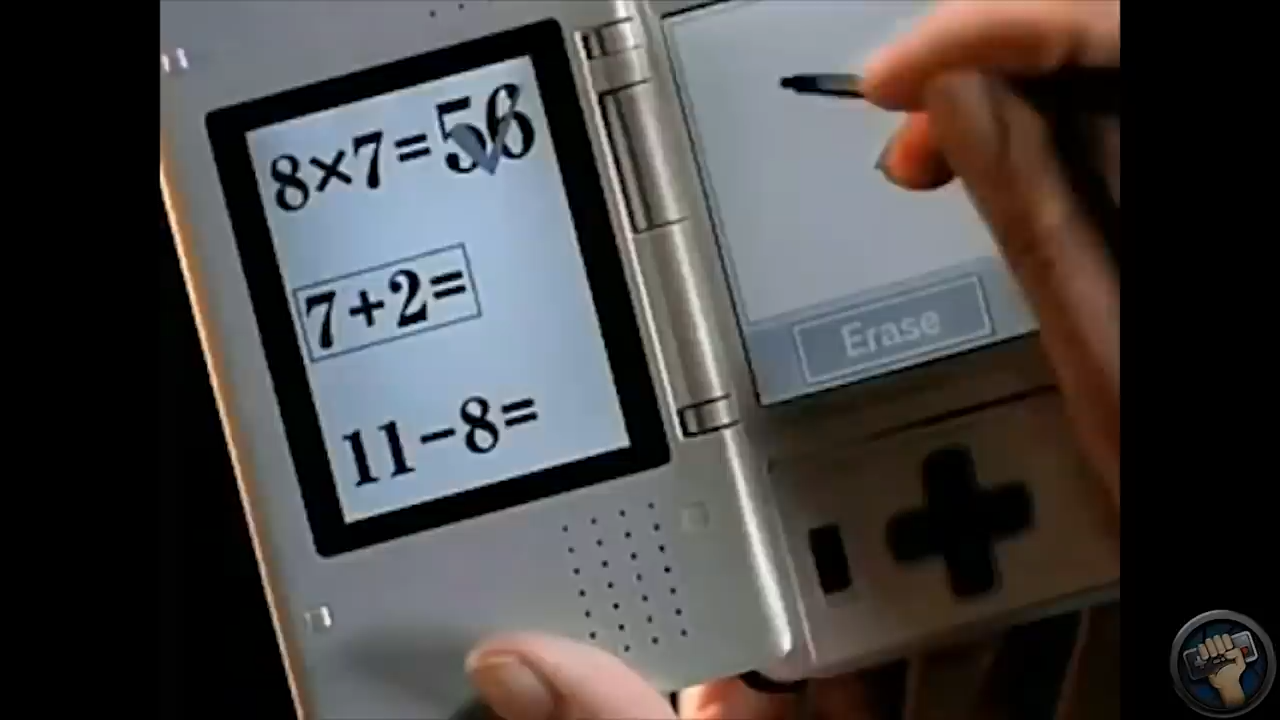 8×7=56
7+2=
11−8=
Erase